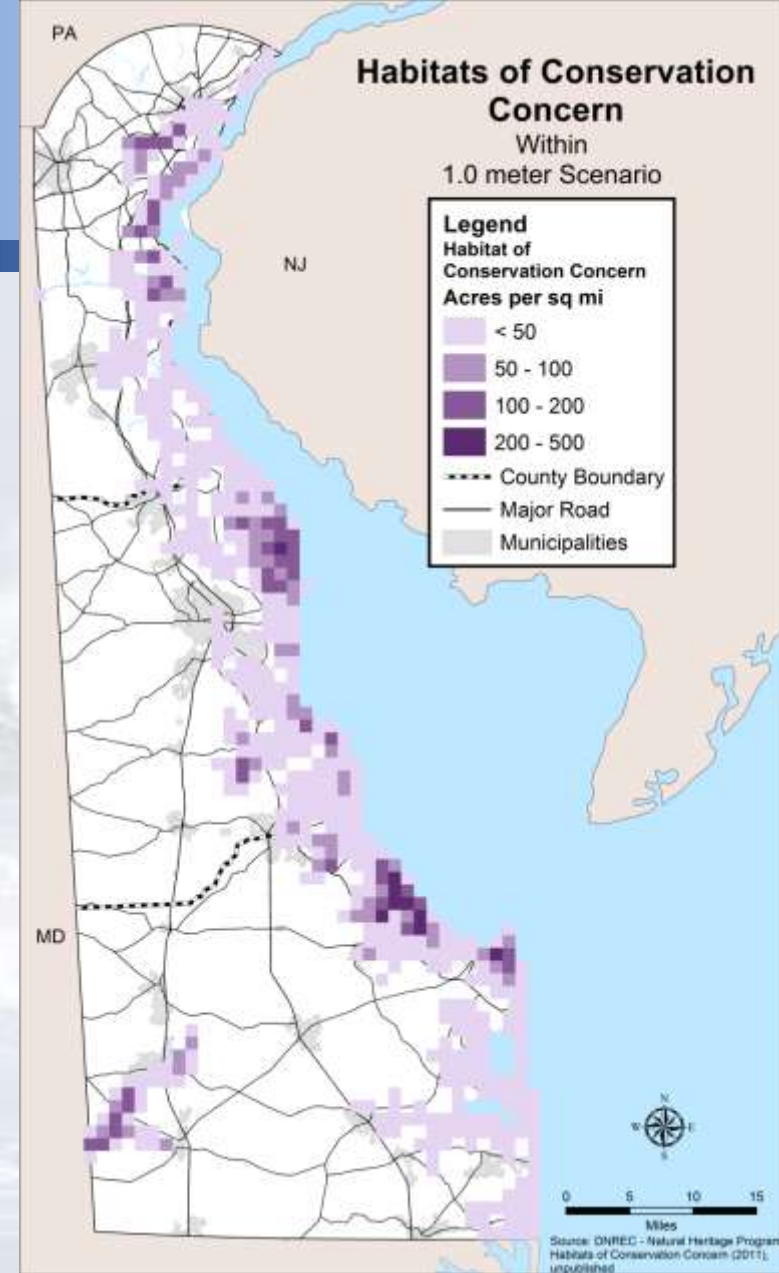 PA
Habitats of Conservation
Concern
Within
1.0 meter Scenario
Legend
Habitat of
Conservation Concern
Acres per sq mi
< 50
50 - 100
100 - 200
200 - 500
County Boundary
Major Road
Municipalities
NJ
MD
N
W E
S
0 5 10 15
Miles
Source: DNREC - Natural Heritage Program
Habitats of Conservation Concern (2011),
unpublished